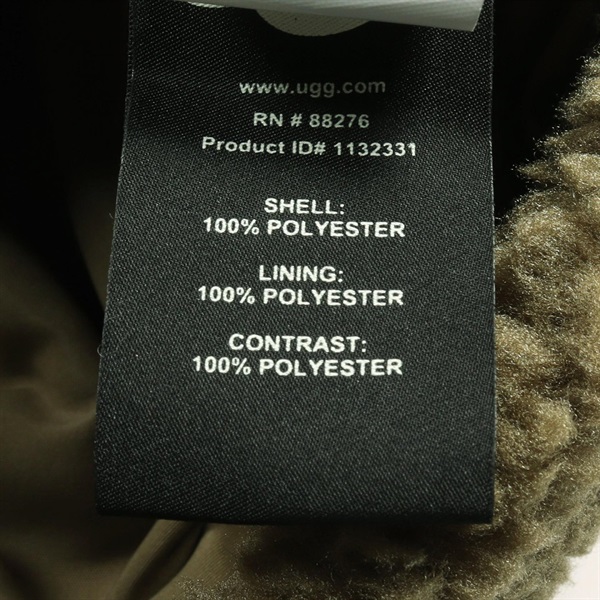 www.ugg.com
RN # 88276
Product ID# 1132331
SHELL:
100% POLYESTER
LINING:
100% POLYESTER
CONTRAST:
100% POLYESTER